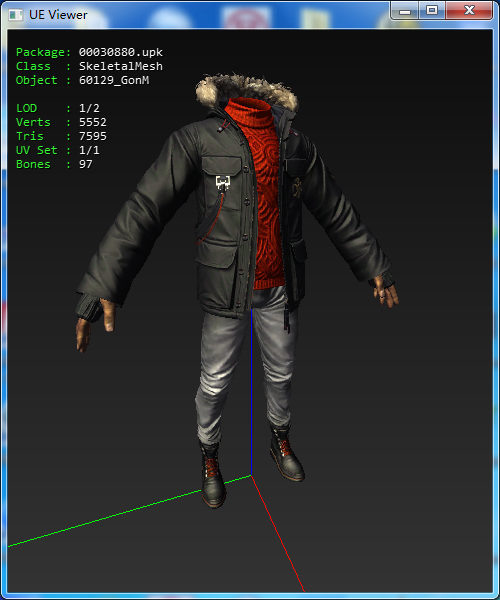 UE Viewer
Package: 00030880.upk
Class : SkeletalMesh
Object : 60129_GonM
LOD : 1/2
Verts : 5552
Tris : 7595
UV Set : 1/1
Bones : 97